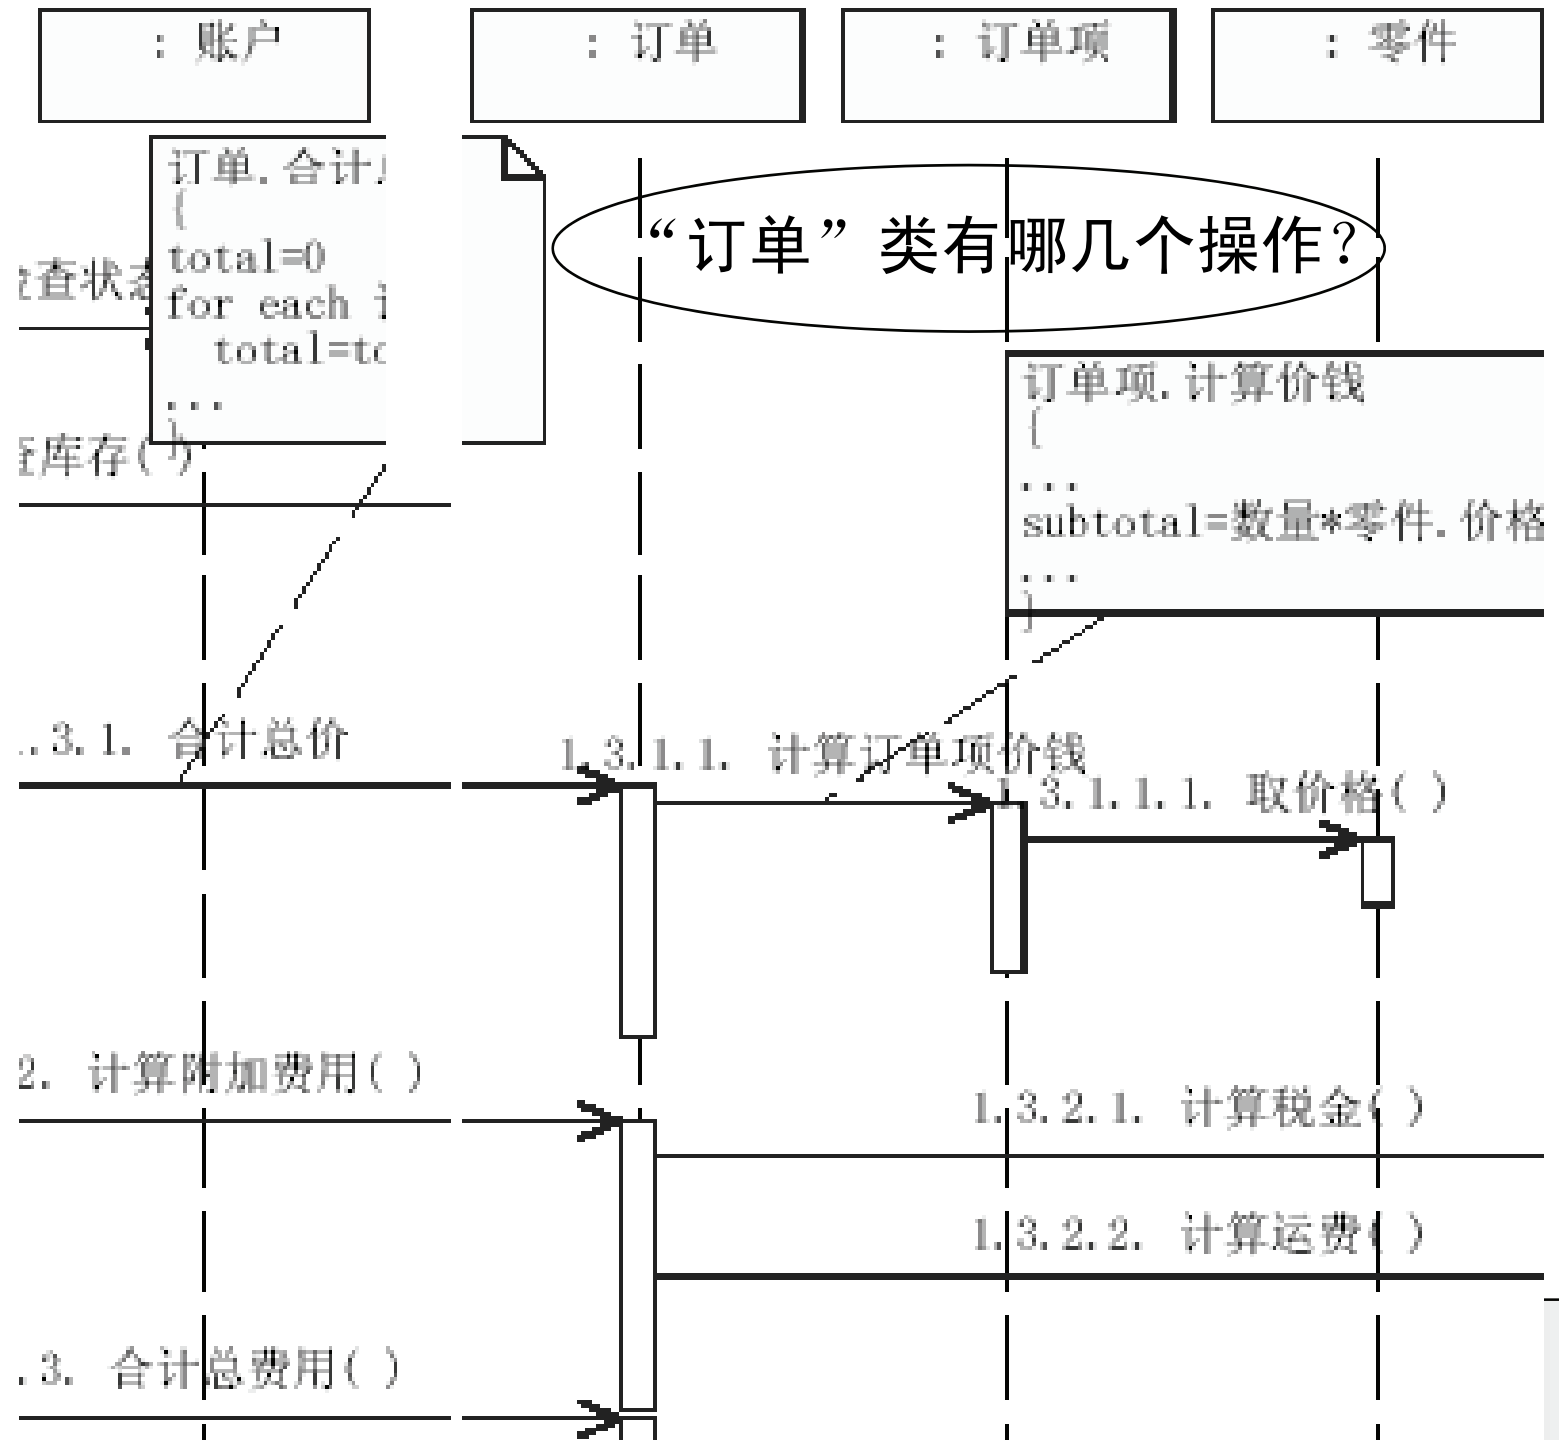 : 账户
: 订单
: 订单项
: 零件
订单.合计
{
total=0
for each
total=to
...
}
“订单”类有哪几个操作？
查状态
库存( )
订单项.计算价钱
{
...
subtotal=数量*零件.价格
...
}
.3.1. 合计总价
1.3.1.1. 计算订单项价钱
1.3.1.1.1. 取价格( )
2. 计算附加费用( )
1.3.2.1. 计算税金( )
1.3.2.2. 计算运费( )
.3. 合计总费用( )